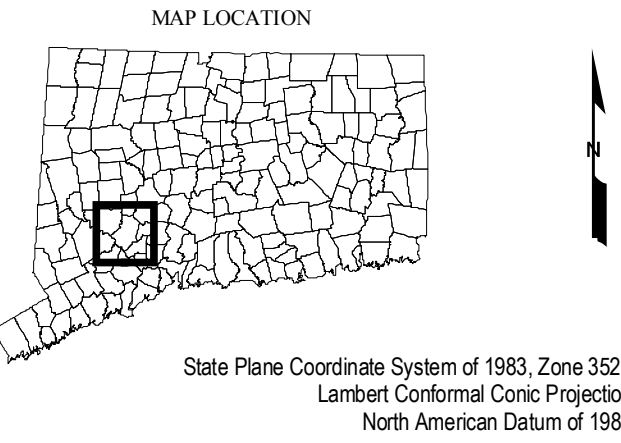 MAP LOCATION
N
State Plane Coordinate System of 1983, Zone 352
Lambert Conformal Conic Projectio
North American Datum of 198